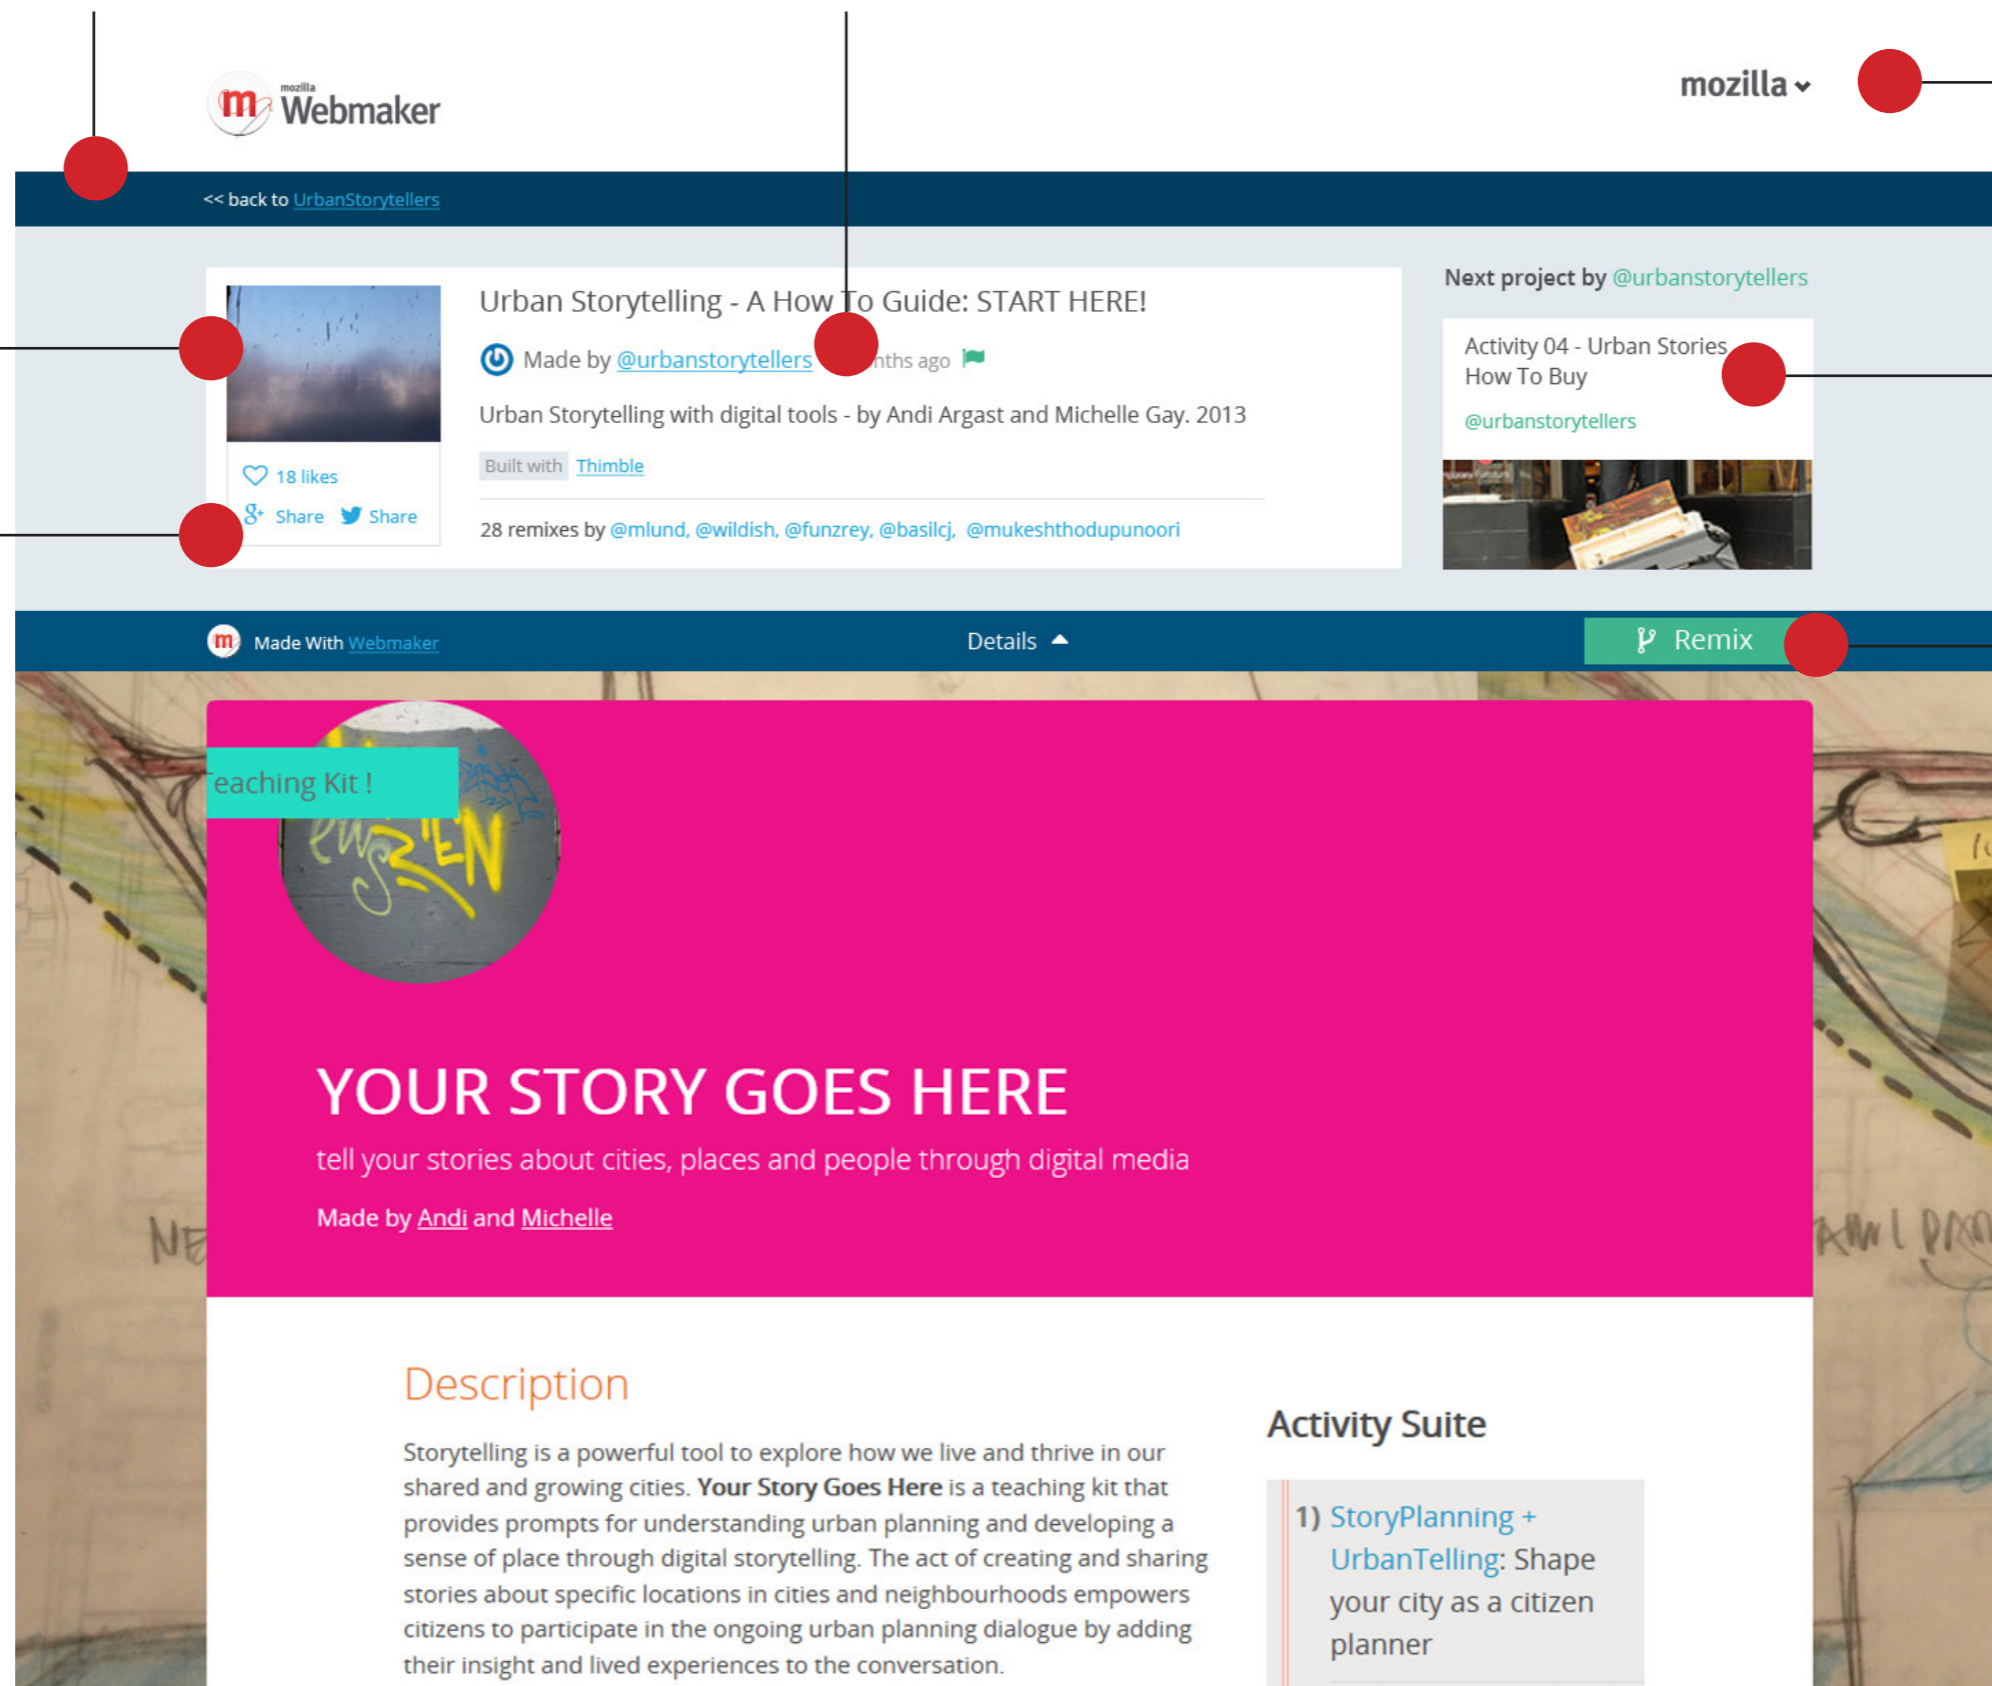 mozilla
Webmaker
mozilla
<< back to UrbanStorytellers
Urban Storytelling - A How To Guide: START HERE!
Made by @urbanstorytellers
ago
Urban Storytelling with digital tools - by Andi Argast and Michelle Gay. 2013
Built with Thimble
18 likes
Share Share
28 remixes by @mlund, @wildish, @funzrey, @basilcj, @mukeshthodupunoori
Next project by @urbanstorytellers
Activity 04 - Urban Stories
How To Buy
@urbanstorytellers
Made With Webmaker
Details
Remix
eaching Kit !
YOUR STORY GOES HERE
tell your stories about cities, places and people through digital media
Made by Andi and Michelle
Description
Storytelling is a powerful tool to explore how we live and thrive in our
shared and growing cities. Your Story Goes Here is a teaching kit that
provides prompts for understanding urban planning and developing a
sense of place through digital storytelling. The act of creating and sharing
stories about specific locations in cities and neighbourhoods empowers
citizens to participate in the ongoing urban planning dialogue by adding
their insight and lived experiences to the conversation.
Activity Suite
1) StoryPlanning +
UrbanTelling: Shape
your city as a citizen
planner